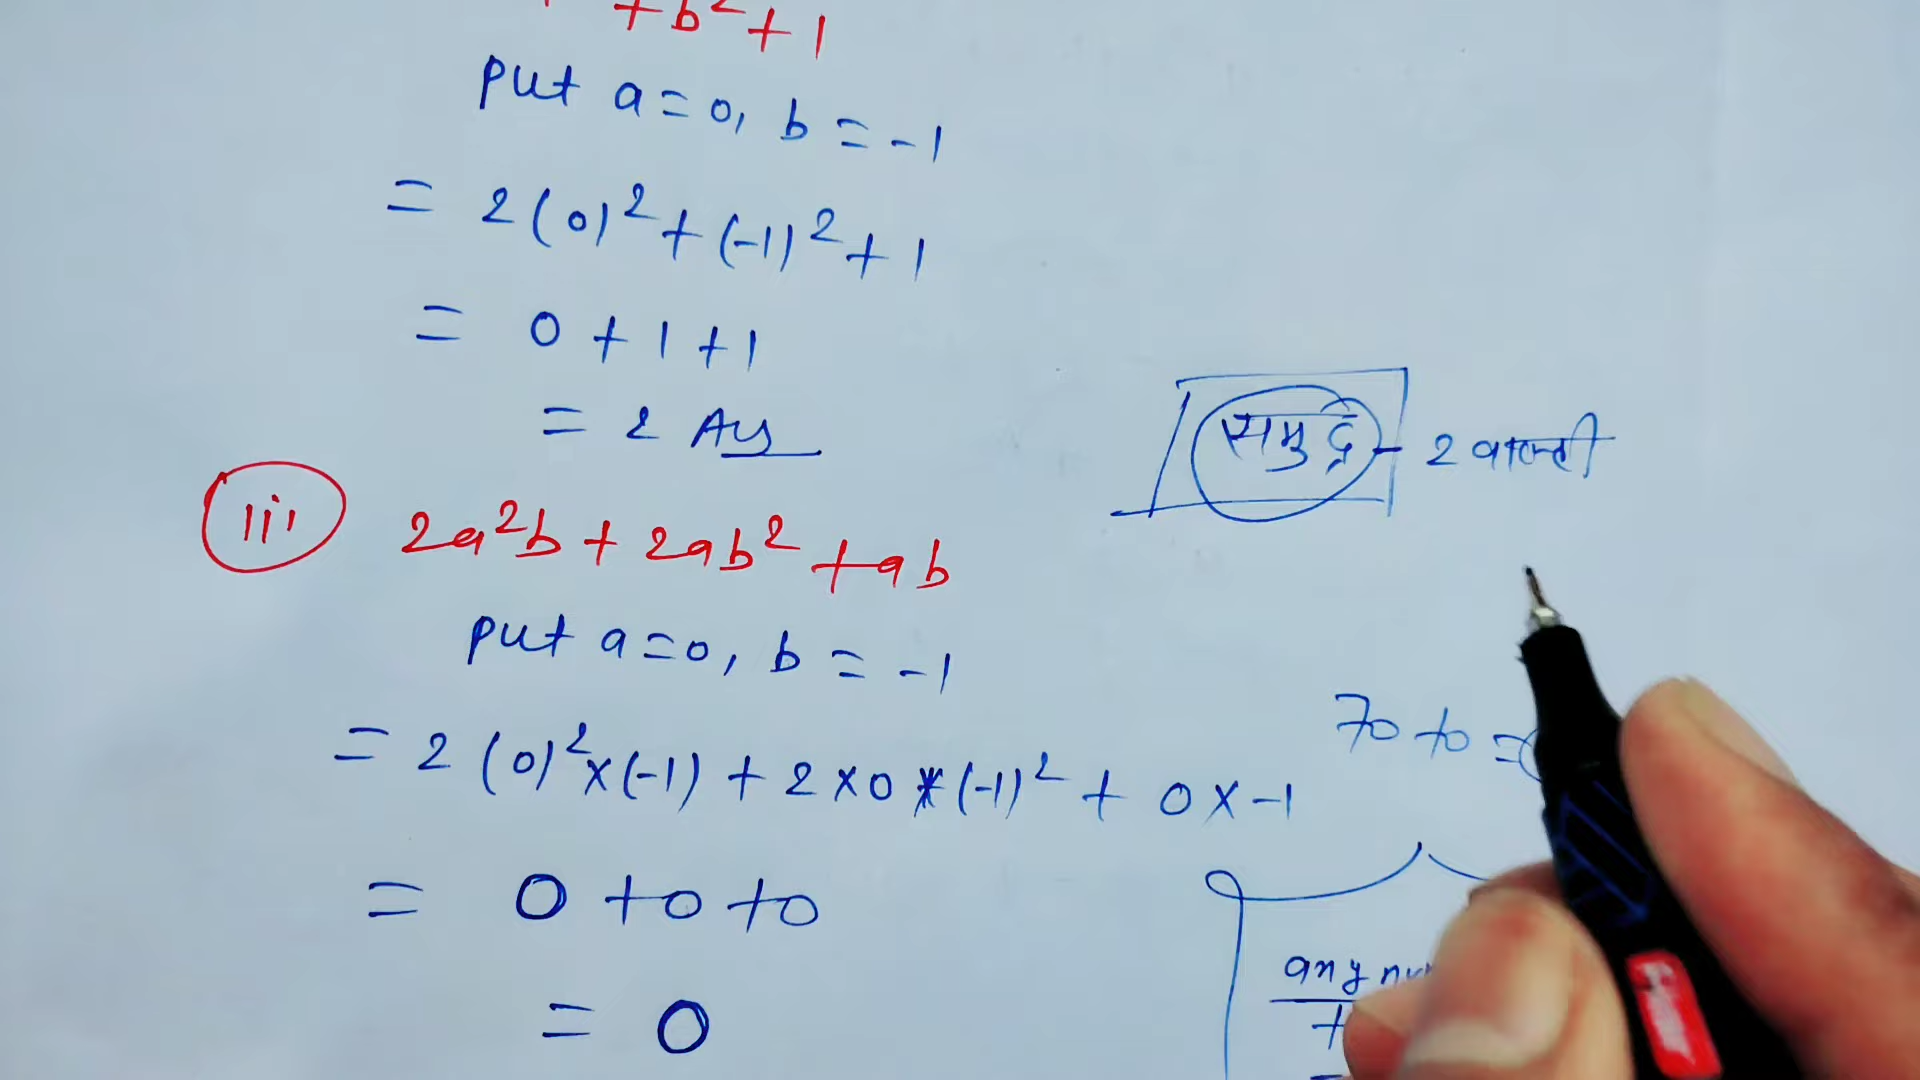 +b²+1
put a=0, b=-1
= 2(0)²+(-1)²+1
= 0+1+1
= 2 Ans
iii 2a²b+2ab²+ab
put a=0, b=-1
= 2(0)²×(-1)+2×0×(-1)²+0×-1
= 0+0+0
= 0
समुद्र - 2 बाल्टी
70+0=
any
+